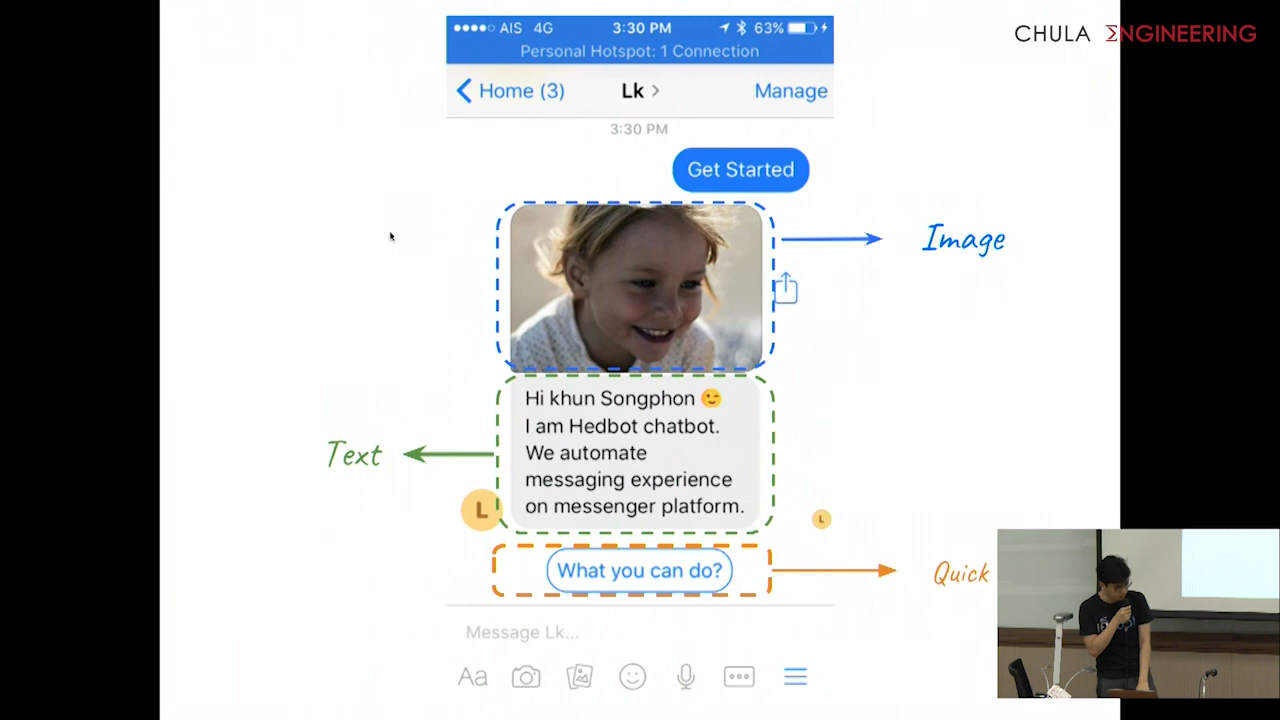 CHULA ΣNGINEERING
AIS 4G 3:30 PM 63%
Personal Hotspot: 1 Connection
Home (3) Lk Manage
3:30 PM
Get Started
Image
Hi khun Songphon 😉
I am Hedbot chatbot.
We automate
messaging experience
on messenger platform.
Text
L
L
What you can do?
Quick
Message Lk...
Aa